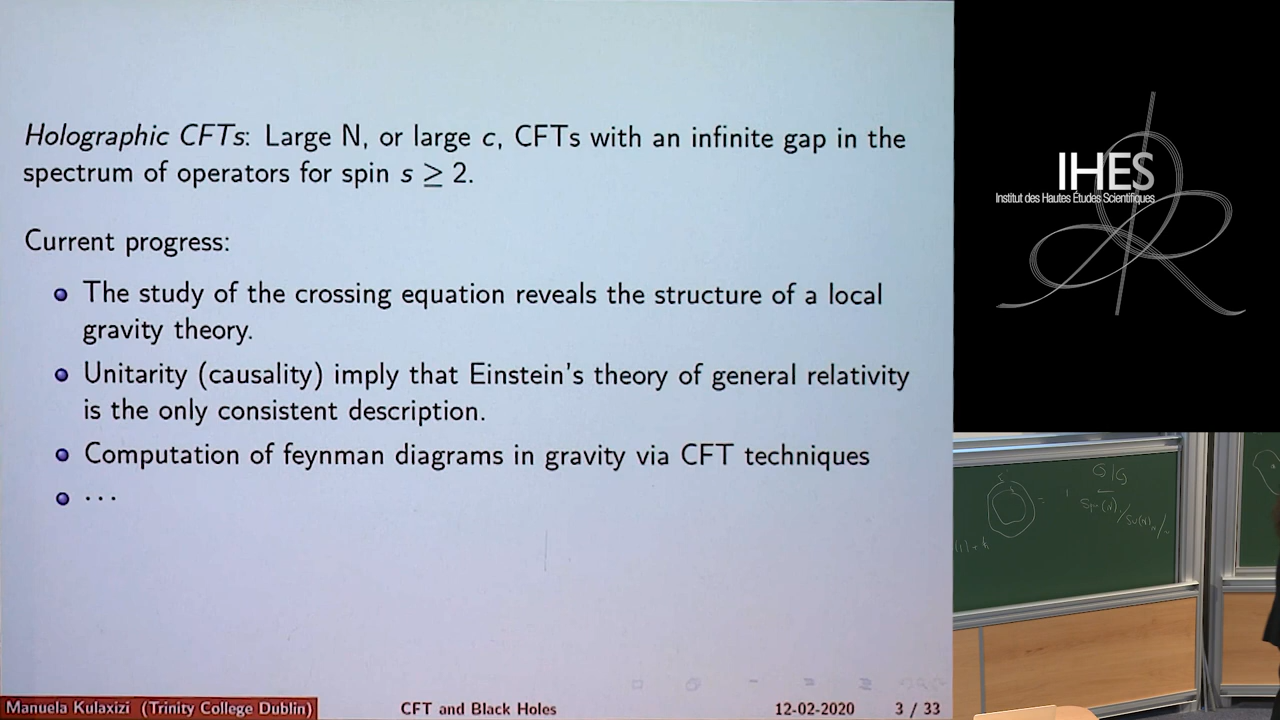 Holographic CFTs: Large N, or large c, CFTs with an infinite gap in the
spectrum of operators for spin s ≥ 2.
Current progress:
The study of the crossing equation reveals the structure of a local
gravity theory.
Unitarity (causality) imply that Einstein's theory of general relativity
is the only consistent description.
Computation of feynman diagrams in gravity via CFT techniques
...
Manuela Kulaxizi (Trinity College Dublin) CFT and Black Holes 12-02-2020 3 / 33
IHES
Institut des Hautes Études Scientifiques
G/G